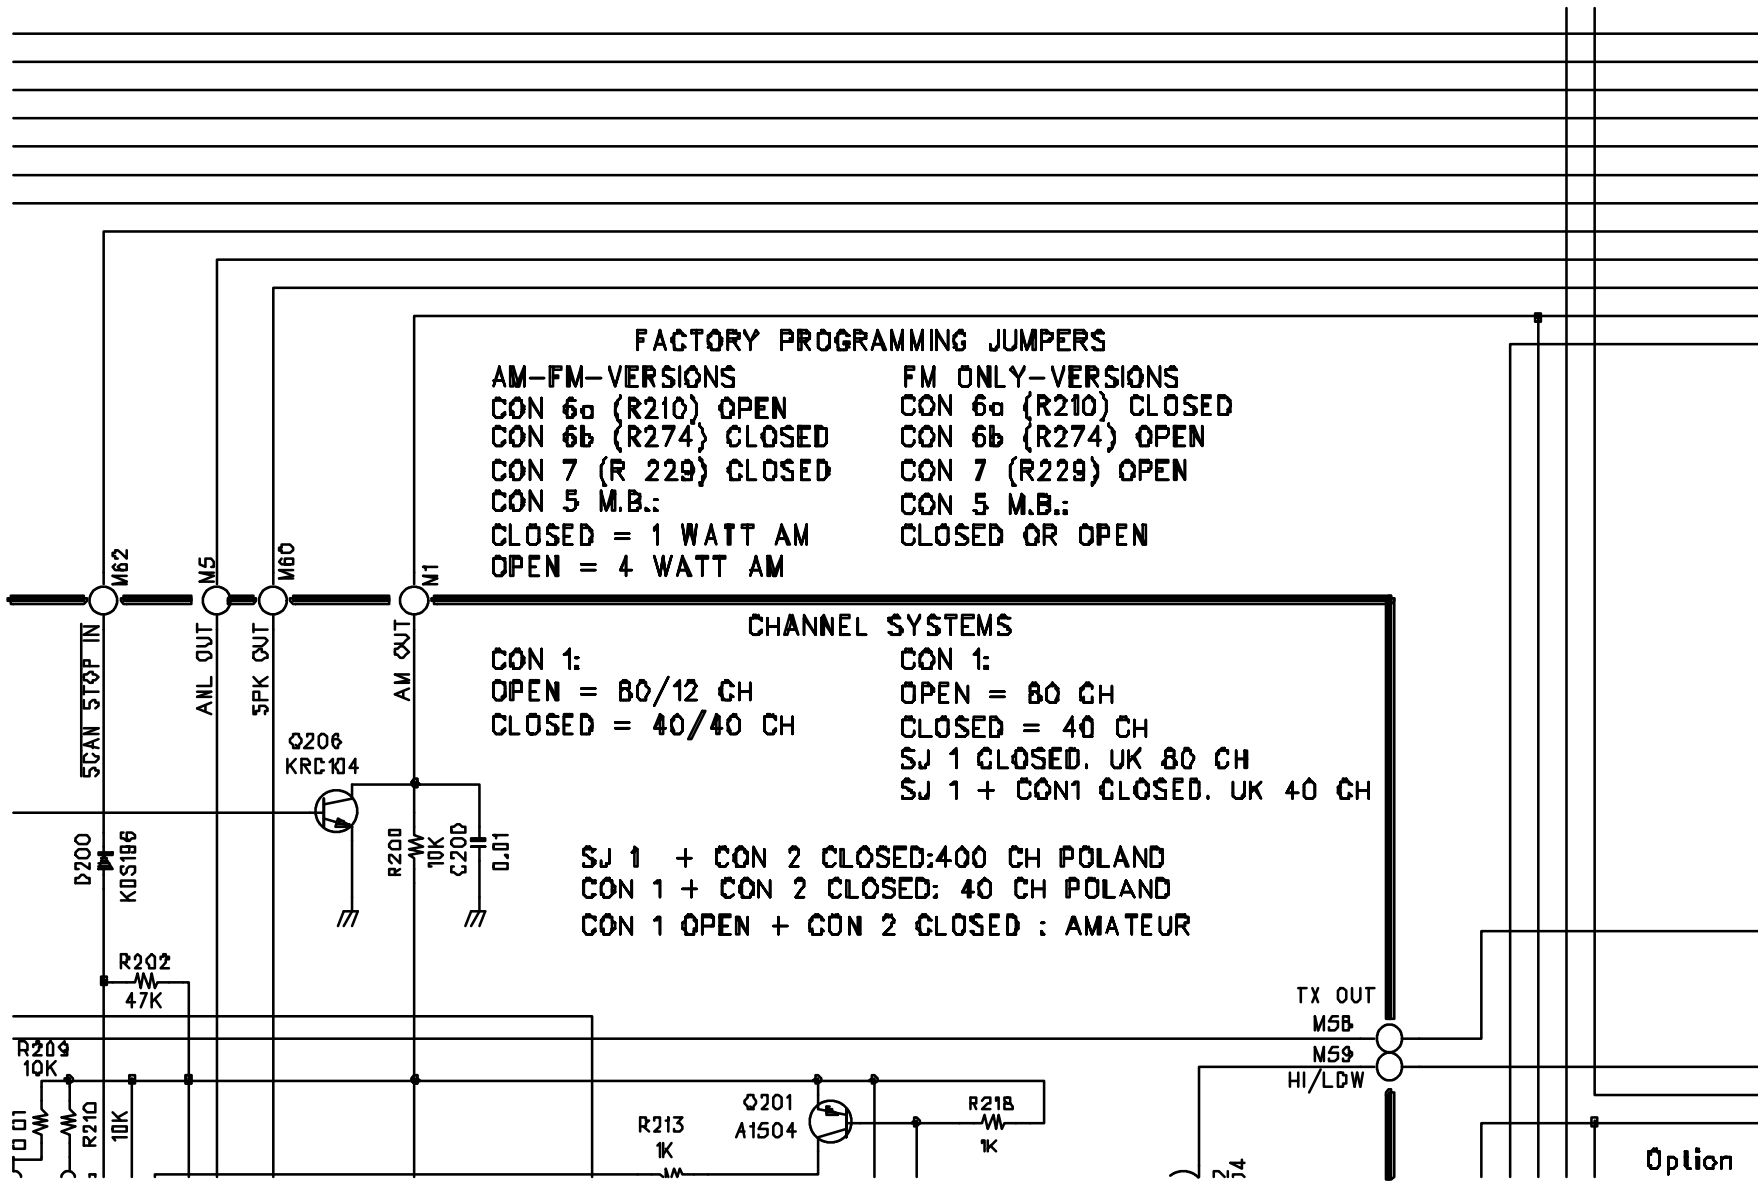 FACTORY PROGRAMMING JUMPERS
AM-FM-VERSIONS
CON 6a (R210) OPEN
CON 6b (R274) CLOSED
CON 7 (R 229) CLOSED
CON 5 M.B.:
CLOSED = 1 WATT AM
OPEN = 4 WATT AM
FM ONLY-VERSIONS
CON 6a (R210) CLOSED
CON 6b (R274) OPEN
CON 7 (R229) OPEN
CON 5 M.B.:
CLOSED OR OPEN
M62
N5
M60
N1
SCAN STOP IN
ANL OUT
SPK OUT
AM OUT
CHANNEL SYSTEMS
CON 1:
OPEN = 80/12 CH
CLOSED = 40/40 CH
CON 1:
OPEN = 80 CH
CLOSED = 40 CH
SJ 1 CLOSED. UK 80 CH
SJ 1 + CON1 CLOSED. UK 40 CH
SJ 1 + CON 2 CLOSED:400 CH POLAND
CON 1 + CON 2 CLOSED: 40 CH POLAND
CON 1 OPEN + CON 2 CLOSED : AMATEUR
Q206
KRC104
D200
KDS196
R200
10K
C200
0.01
R202
47K
TX OUT
M58
M59
HI/LOW
R209
10K
0.01
R210
10K
R213
1K
Q201
A1504
R218
1K
Option